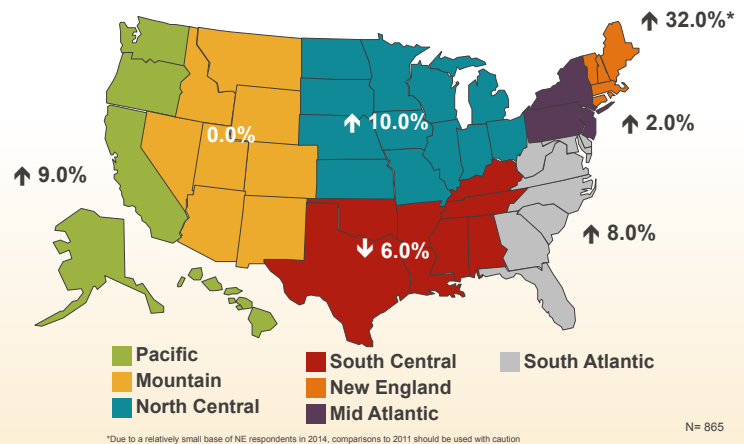 32.0%*
0.0%
10.0%
2.0%
9.0%
6.0%
8.0%
Pacific
Mountain
North Central
South Central
New England
Mid Atlantic
South Atlantic
N= 865
*Due to a relatively small base of NE respondents in 2014, comparisons to 2011 should be used with caution